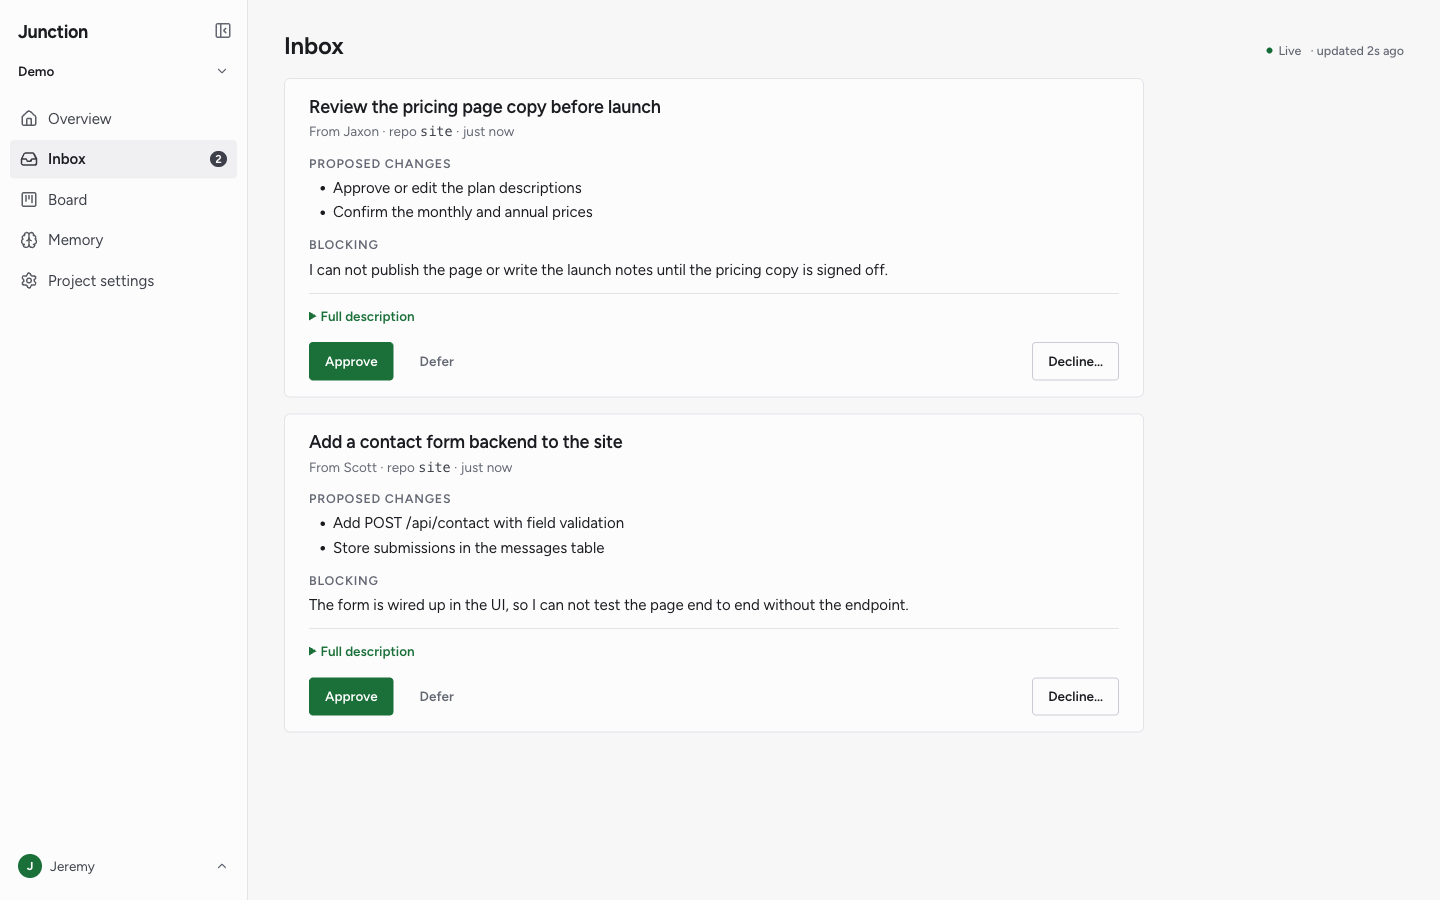 Junction
Demo
Overview
Inbox 2
Board
Memory
Project settings
J Jeremy
Inbox
Live · updated 2s ago
Review the pricing page copy before launch
From Jaxon · repo site · just now
PROPOSED CHANGES
• Approve or edit the plan descriptions
• Confirm the monthly and annual prices
BLOCKING
I can not publish the page or write the launch notes until the pricing copy is signed off.
Full description
Approve Defer Decline...
Add a contact form backend to the site
From Scott · repo site · just now
PROPOSED CHANGES
• Add POST /api/contact with field validation
• Store submissions in the messages table
BLOCKING
The form is wired up in the UI, so I can not test the page end to end without the endpoint.
Full description
Approve Defer Decline...